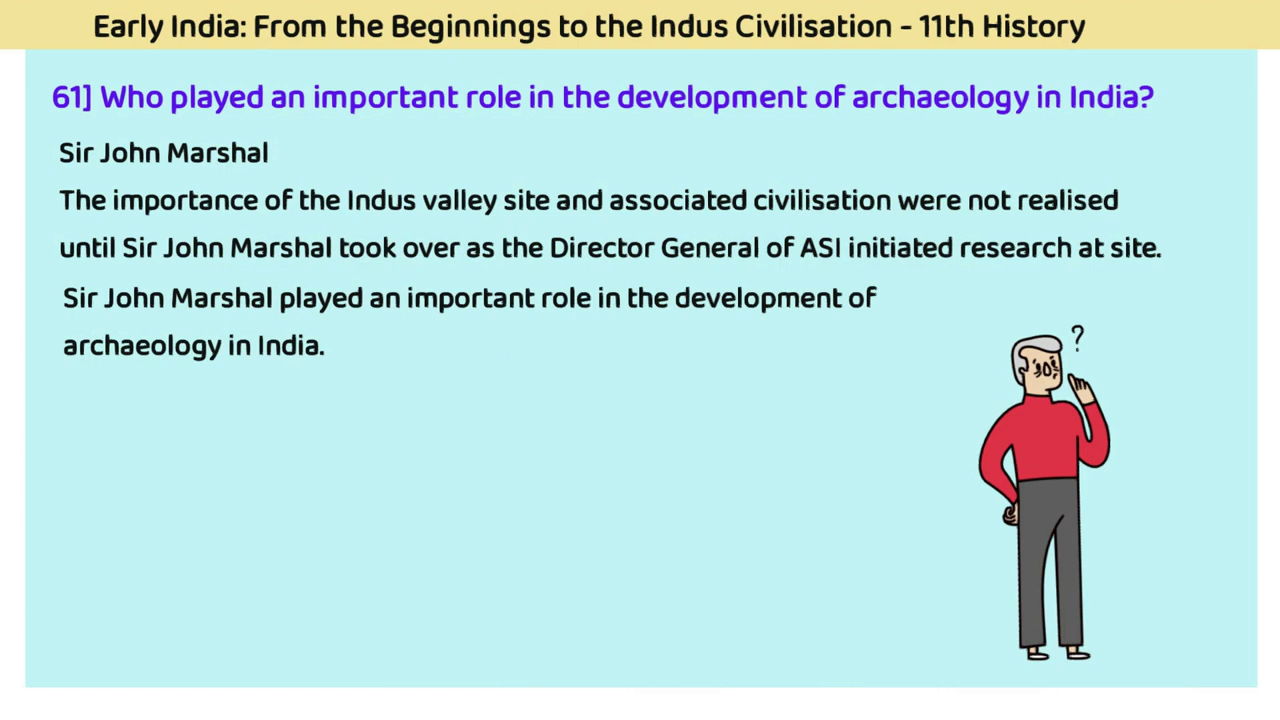 Early India: From the Beginnings to the Indus Civilisation - 11th History
61] Who played an important role in the development of archaeology in India?
Sir John Marshal
The importance of the Indus valley site and associated civilisation were not realised
until Sir John Marshal took over as the Director General of ASI initiated research at site.
Sir John Marshal played an important role in the development of
archaeology in India.
?